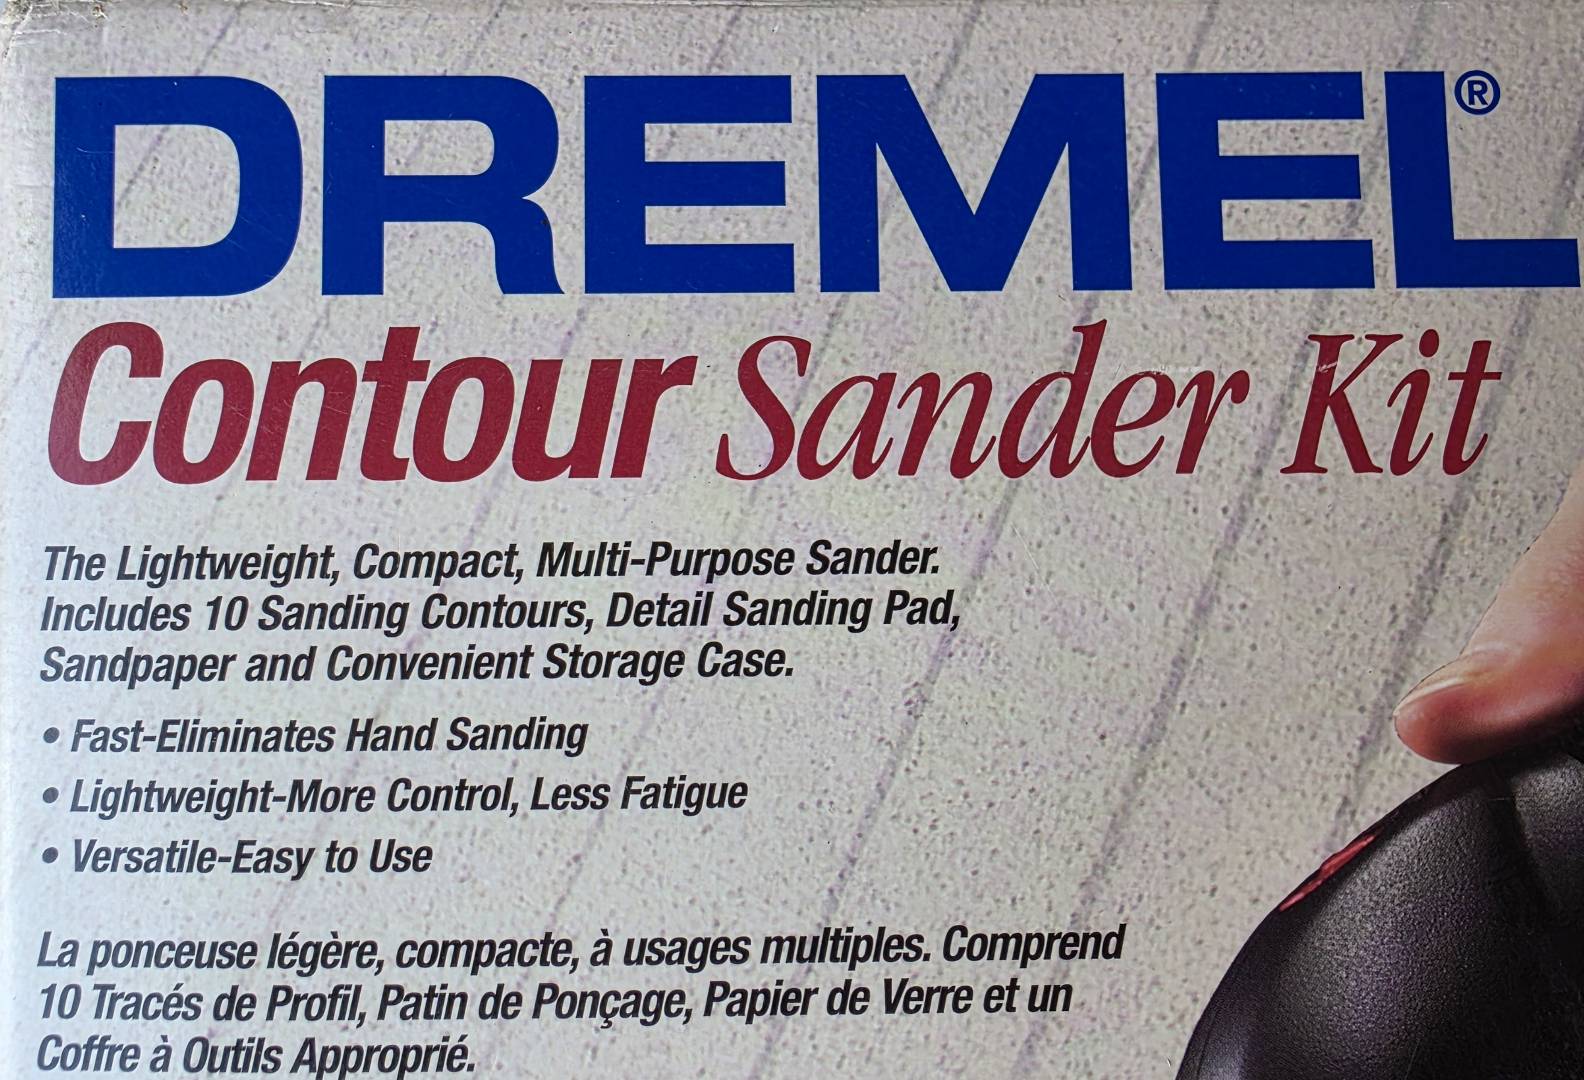 DREMEL®
Contour Sander Kit
The Lightweight, Compact, Multi-Purpose Sander.
Includes 10 Sanding Contours, Detail Sanding Pad,
Sandpaper and Convenient Storage Case.
• Fast-Eliminates Hand Sanding
• Lightweight-More Control, Less Fatigue
• Versatile-Easy to Use
La ponceuse légère, compacte, à usages multiples. Comprend
10 Tracés de Profil, Patin de Ponçage, Papier de Verre et un
Coffre à Outils Approprié.